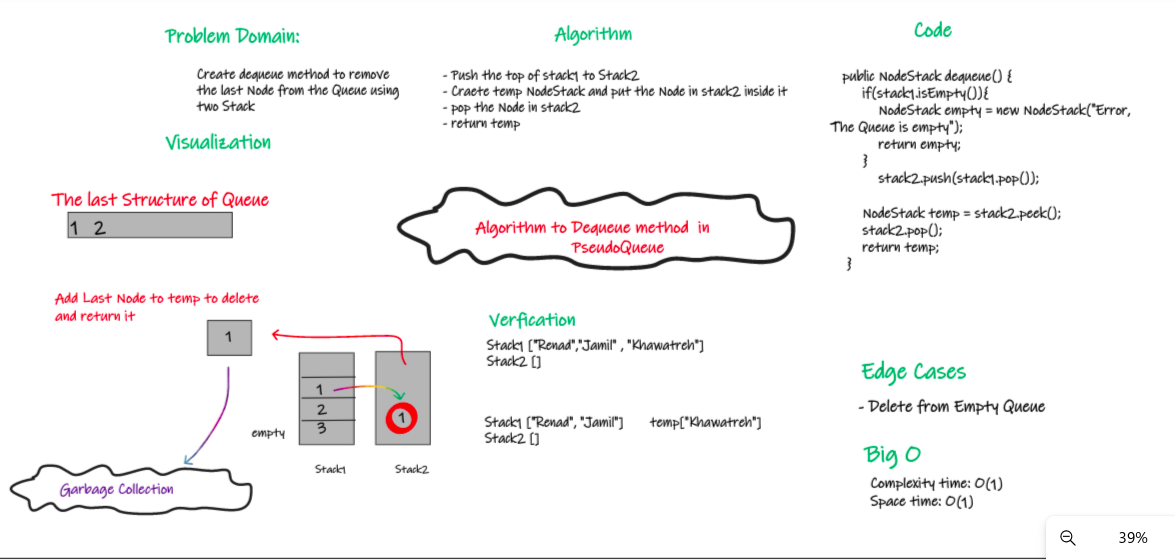 Problem Domain:
Create dequeue method to remove
the last Node from the Queue using
two Stack
Visualization
The last Structure of Queue
1 2
Add Last Node to temp to delete
and return it
1
1
2
3
1
empty
Stack1
Stack2
Garbage Collection
Algorithm
- Push the top of stack1 to Stack2
- Craete temp NodeStack and put the Node in stack2 inside it
- pop the Node in stack2
- return temp
Algorithm to Dequeue method in
PseudoQueue
Verfication
Stack1 ["Renad","Jamil" , "Khawatreh"]
Stack2 []
Stack1 ["Renad", "Jamil"] temp["Khawatreh"]
Stack2 []
Code
public NodeStack dequeue() {
if(stack1.isEmpty()){
NodeStack empty = new NodeStack("Error,
The Queue is empty");
return empty;
}
stack2.push(stack1.pop());
NodeStack temp = stack2.peek();
stack2.pop();
return temp;
}
Edge Cases
- Delete from Empty Queue
Big O
Complexity time: O(1)
Space time: O(1)
39%